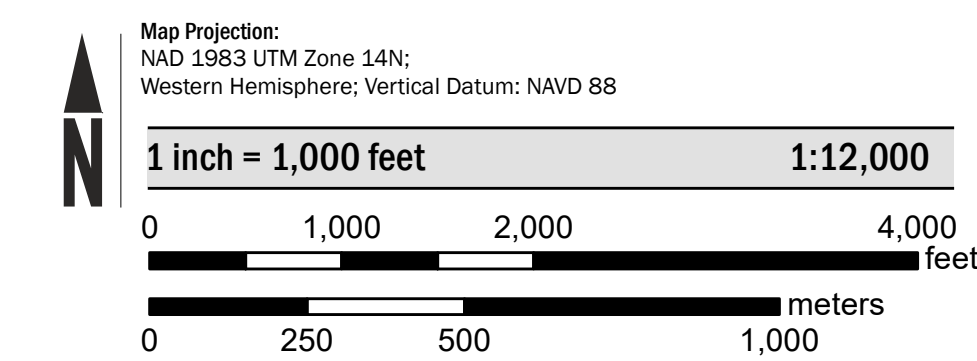 N
Map Projection:
NAD 1983 UTM Zone 14N;
Western Hemisphere; Vertical Datum: NAVD 88
1 inch = 1,000 feet 1:12,000
0 1,000 2,000 4,000
feet
meters
0 250 500 1,000